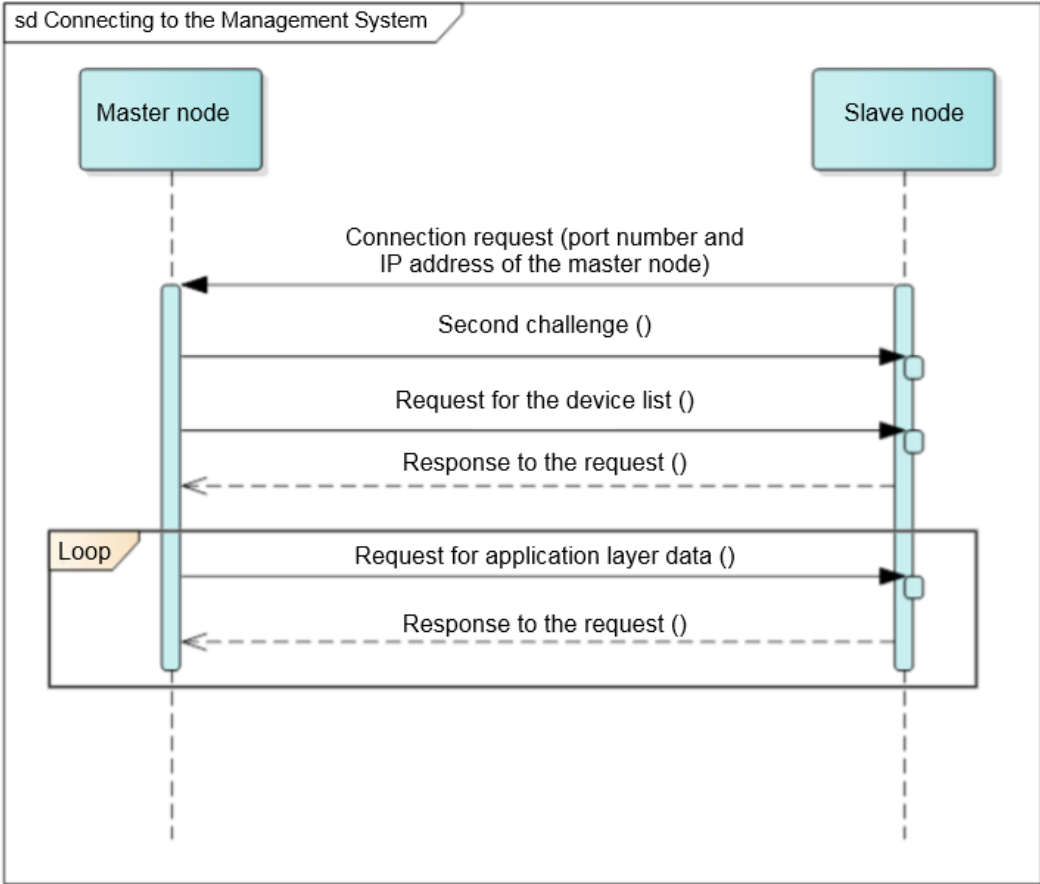 sd Connecting to the Management System
Master node
Slave node
Connection request (port number and
IP address of the master node)
Second challenge ()
Request for the device list ()
Response to the request ()
Loop
Request for application layer data ()
Response to the request ()